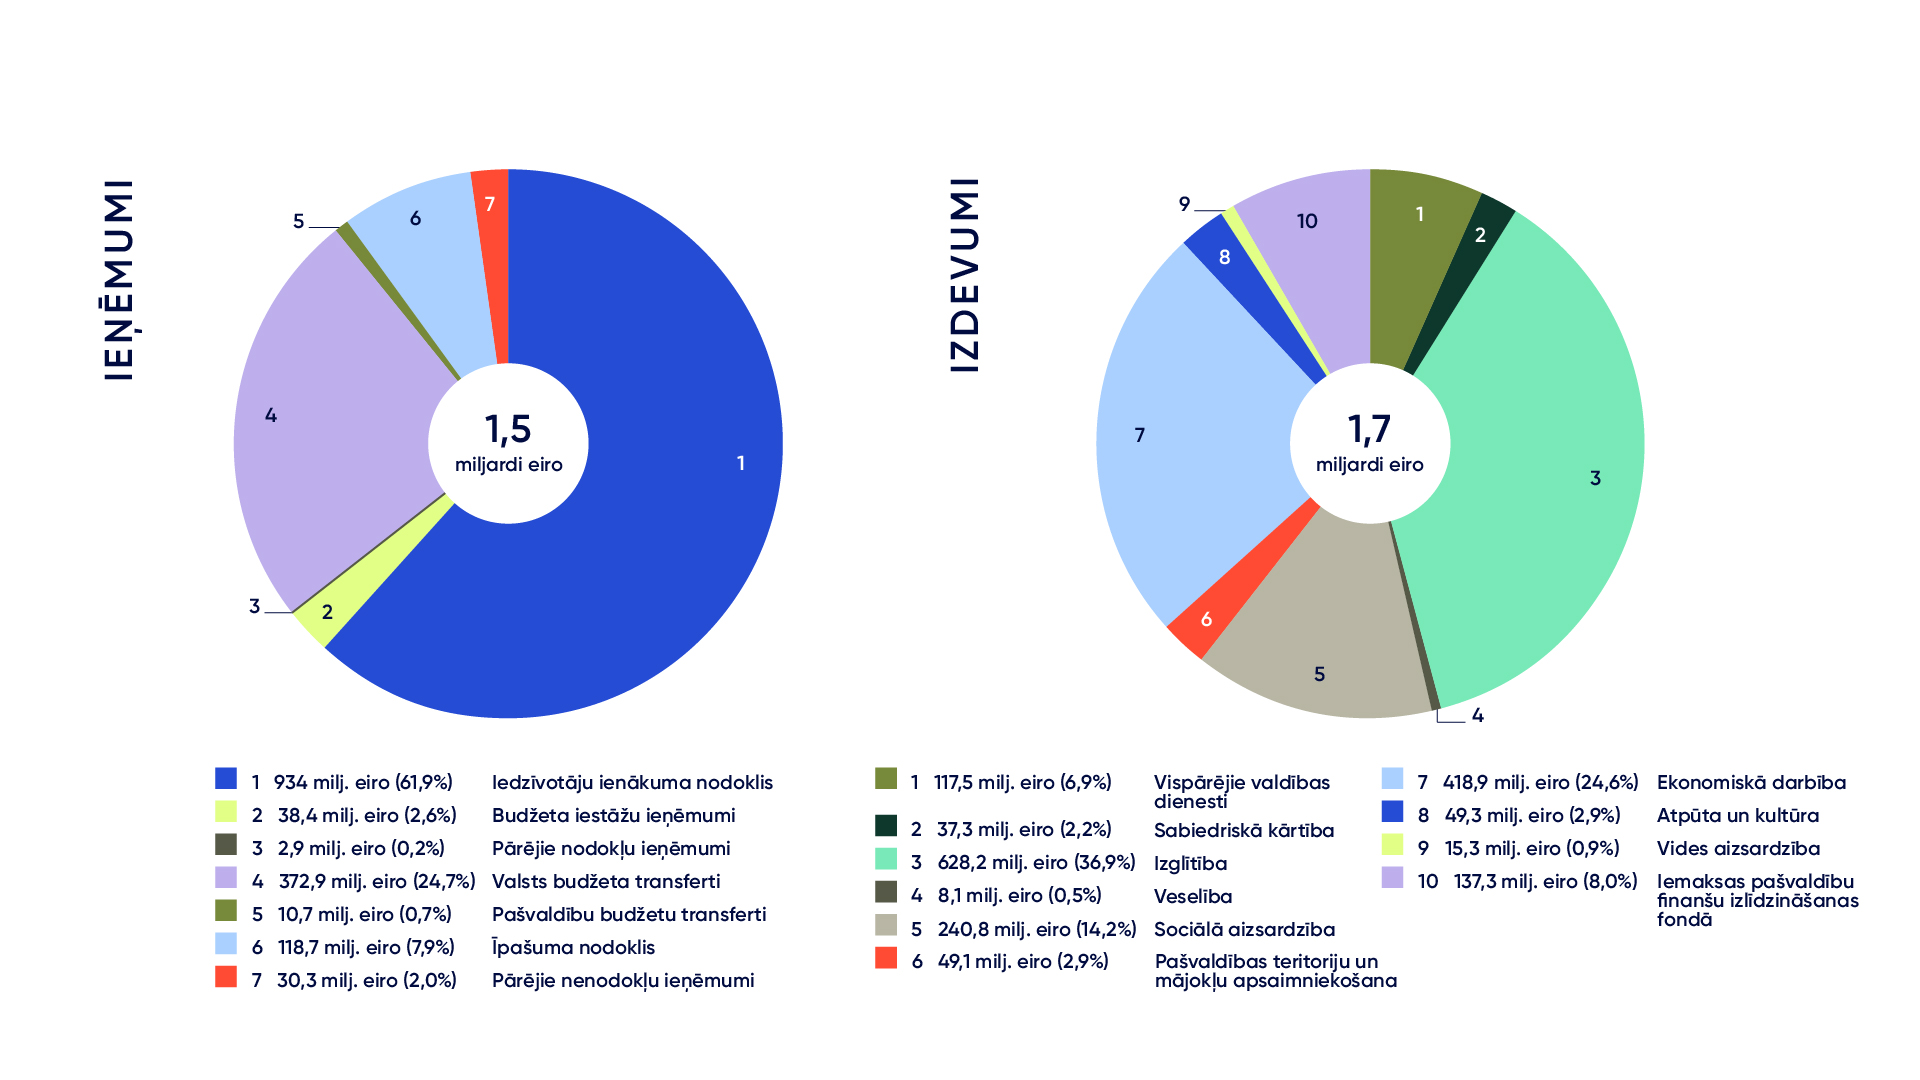 IEŅĒMUMI
7
6
5
4
1
3
2
1,5
miljardi eiro
1 934 milj. eiro (61,9%) Iedzīvotāju ienākuma nodoklis
2 38,4 milj. eiro (2,6%) Budžeta iestāžu ieņēmumi
3 2,9 milj. eiro (0,2%) Pārējie nodokļu ieņēmumi
4 372,9 milj. eiro (24,7%) Valsts budžeta transferti
5 10,7 milj. eiro (0,7%) Pašvaldību budžetu transferti
6 118,7 milj. eiro (7,9%) Īpašuma nodoklis
7 30,3 milj. eiro (2,0%) Pārējie nenodokļu ieņēmumi
IZDEVUMI
9
10
1
2
8
7
3
6
5
4
1,7
miljardi eiro
1 117,5 milj. eiro (6,9%) Vispārējie valdības
dienesti
2 37,3 milj. eiro (2,2%) Sabiedriskā kārtība
3 628,2 milj. eiro (36,9%) Izglītība
4 8,1 milj. eiro (0,5%) Veselība
5 240,8 milj. eiro (14,2%) Sociālā aizsardzība
6 49,1 milj. eiro (2,9%) Pašvaldības teritoriju un
mājokļu apsaimniekošana
7 418,9 milj. eiro (24,6%) Ekonomiskā darbība
8 49,3 milj. eiro (2,9%) Atpūta un kultūra
9 15,3 milj. eiro (0,9%) Vides aizsardzība
10 137,3 milj. eiro (8,0%) Iemaksas pašvaldību
finanšu izlīdzināšanas
fondā